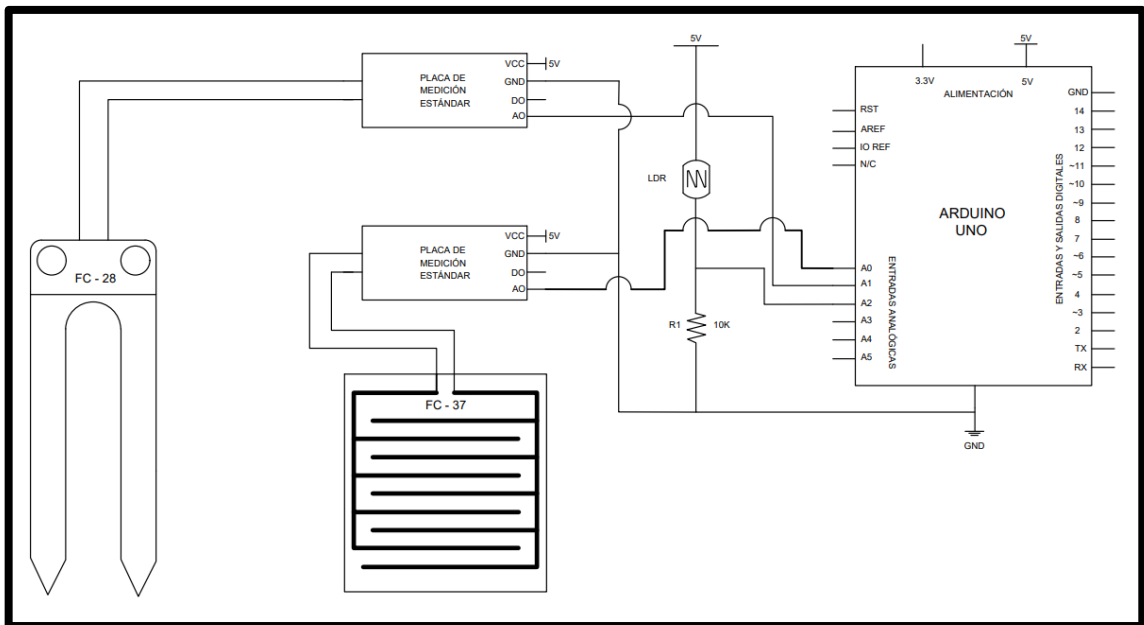 PLACA DE
MEDICIÓN
ESTÁNDAR
VCC
GND
DO
AO
5V
FC - 28
PLACA DE
MEDICIÓN
ESTÁNDAR
VCC
GND
DO
AO
5V
FC - 37
5V
LDR
R1
10K
5V
3.3V
5V
ALIMENTACIÓN
RST
AREF
IO REF
N/C
ARDUINO
UNO
A0
A1
A2
A3
A4
A5
ENTRADAS ANALÓGICAS
ENTRADAS Y SALIDAS DIGITALES
GND
14
13
12
~11
~10
~9
8
7
~6
~5
4
~3
2
TX
RX
GND